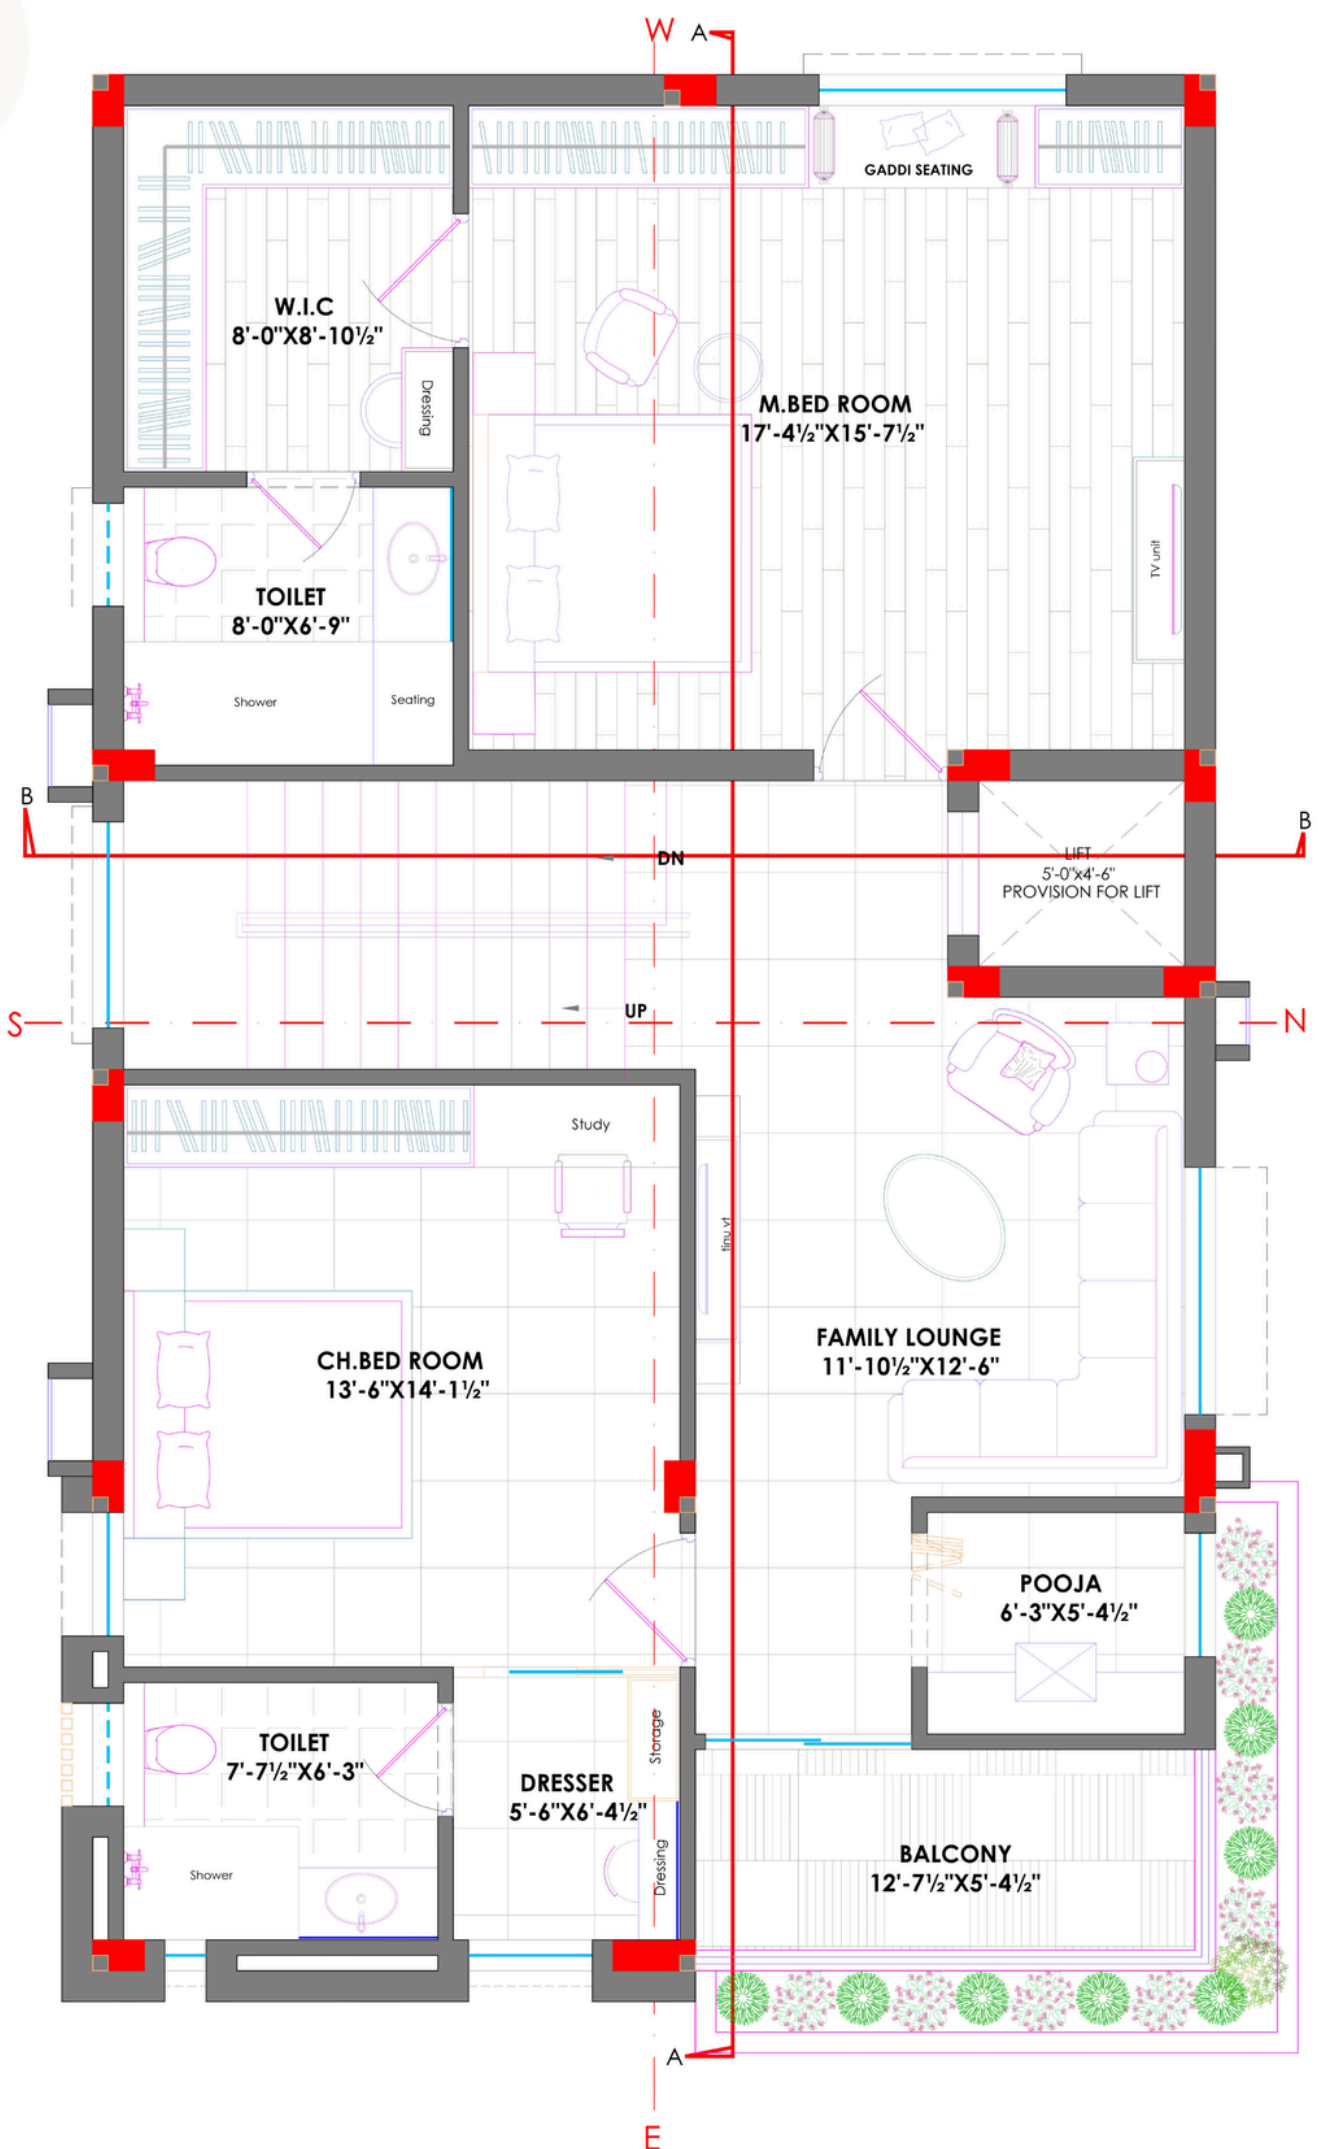 W
A
GADDI SEATING
W.I.C
8'-0"X8'-10½"
Dressing
M.BED ROOM
17'-4½"X15'-7½"
TV unit
TOILET
8'-0"X6'-9"
Shower
Seating
B
B
DN
LIFT
5'-0"x4'-6"
PROVISION FOR LIFT
UP
S
N
Study
tv unit
FAMILY LOUNGE
11'-10½"X12'-6"
CH.BED ROOM
13'-6"X14'-1½"
POOJA
6'-3"X5'-4½"
TOILET
7'-7½"X6'-3"
Storage
DRESSER
5'-6"X6'-4½"
Shower
Dressing
BALCONY
12'-7½"X5'-4½"
A
E